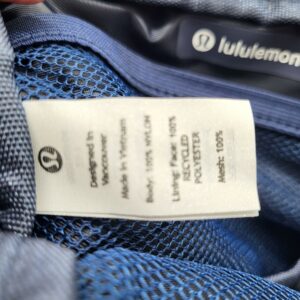 lululemon
Designed in
Vancouver
Made in Vietnam
Body: 100% NYLON
Lining: Face: 100%
RECYCLED
POLYESTER
Mesh: 100%